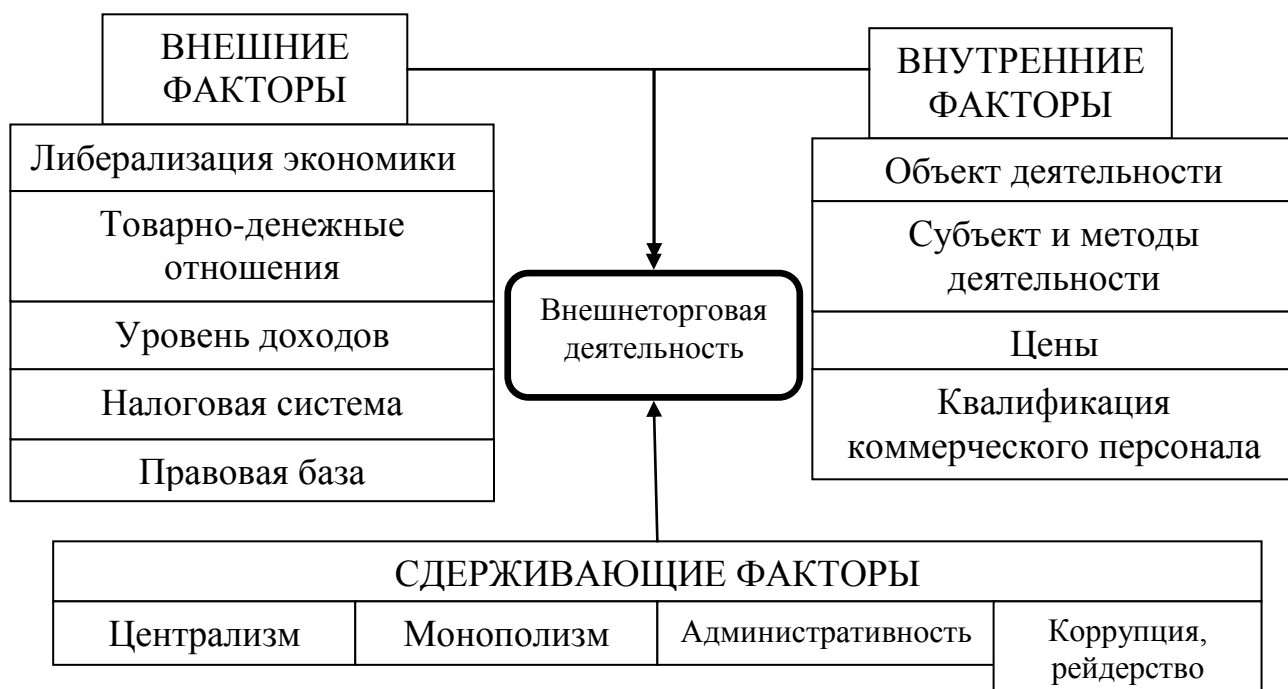 ВНЕШНИЕ
ФАКТОРЫ
Либерализация экономики
Товарно-денежные
отношения
Уровень доходов
Налоговая система
Правовая база
Внешнеторговая
деятельность
ВНУТРЕННИЕ
ФАКТОРЫ
Объект деятельности
Субъект и методы
деятельности
Цены
Квалификация
коммерческого персонала
СДЕРЖИВАЮЩИЕ ФАКТОРЫ
Централизм
Монополизм
Административность
Коррупция,
рейдерство